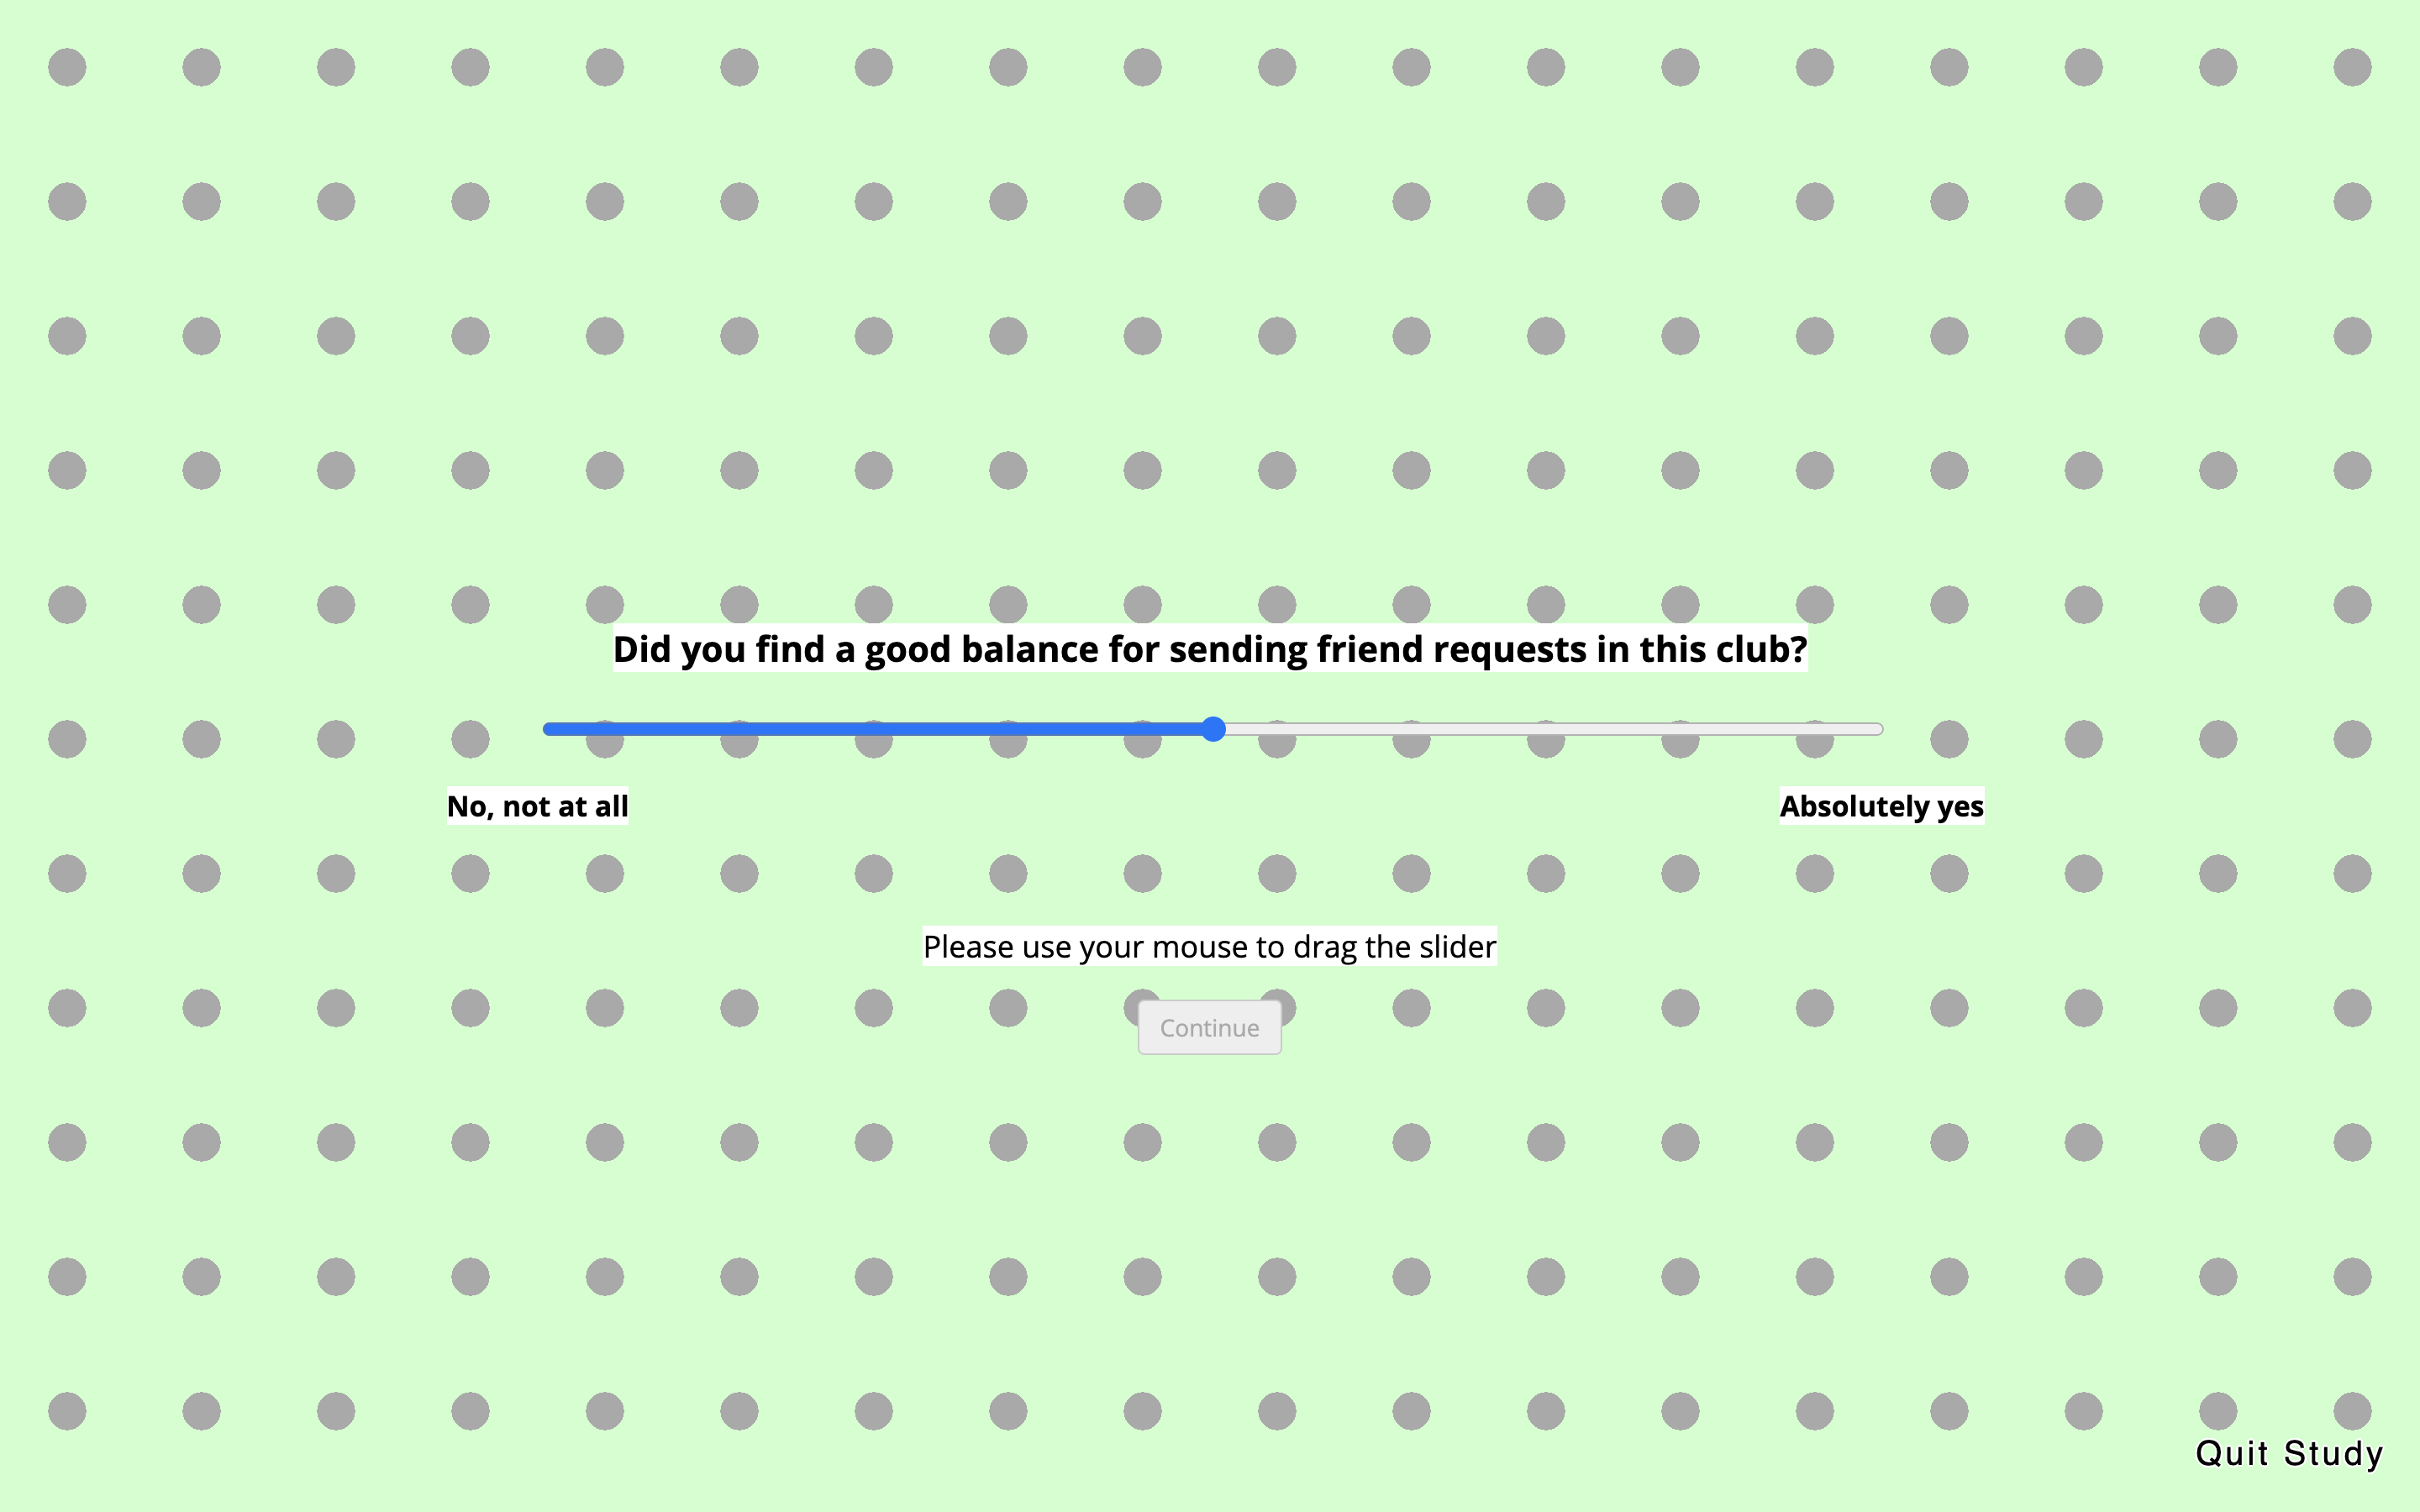 Did you find a good balance for sending friend requests in this club?
No, not at all
Absolutely yes
Please use your mouse to drag the slider
Continue
Quit Study